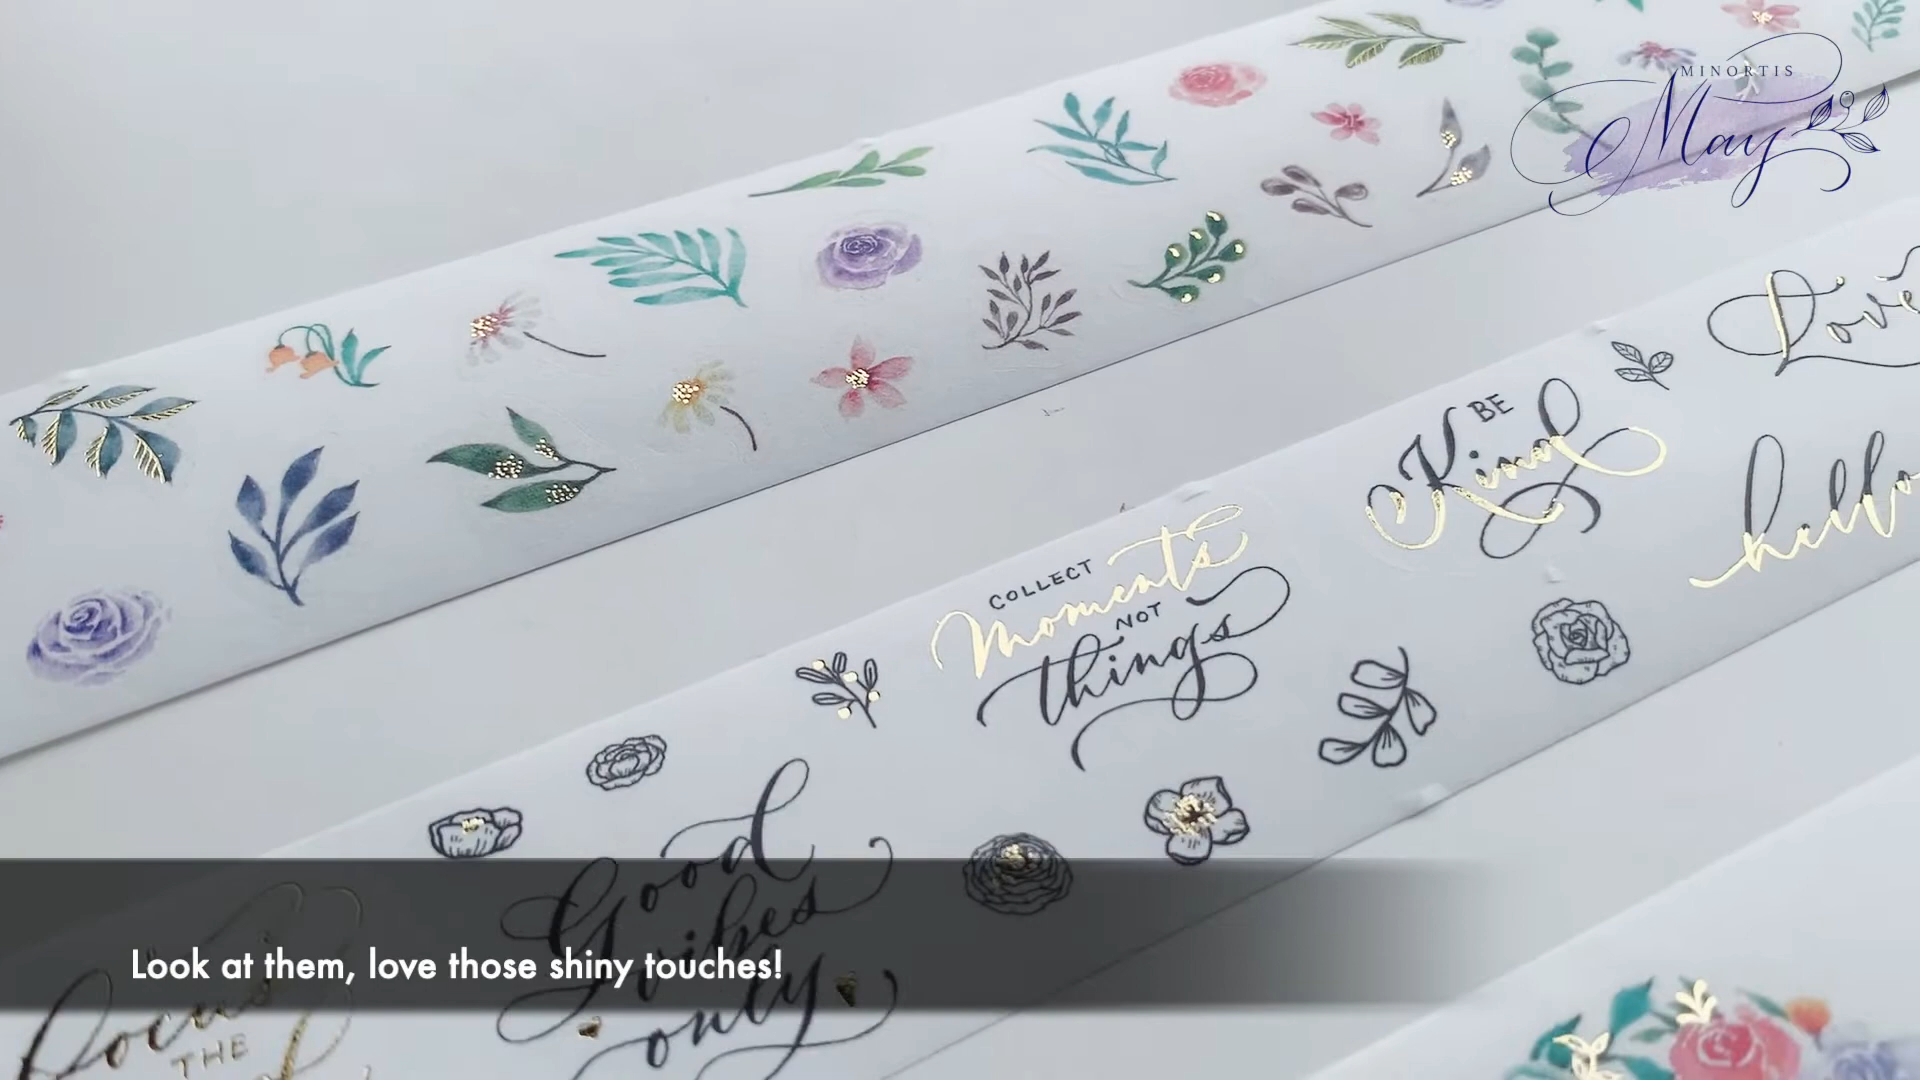 MINORTIS
May
Love
BE
Kind
hello
COLLECT
Moments
NOT
things
Good
vibes
only
focus
THE
Look at them, love those shiny touches!